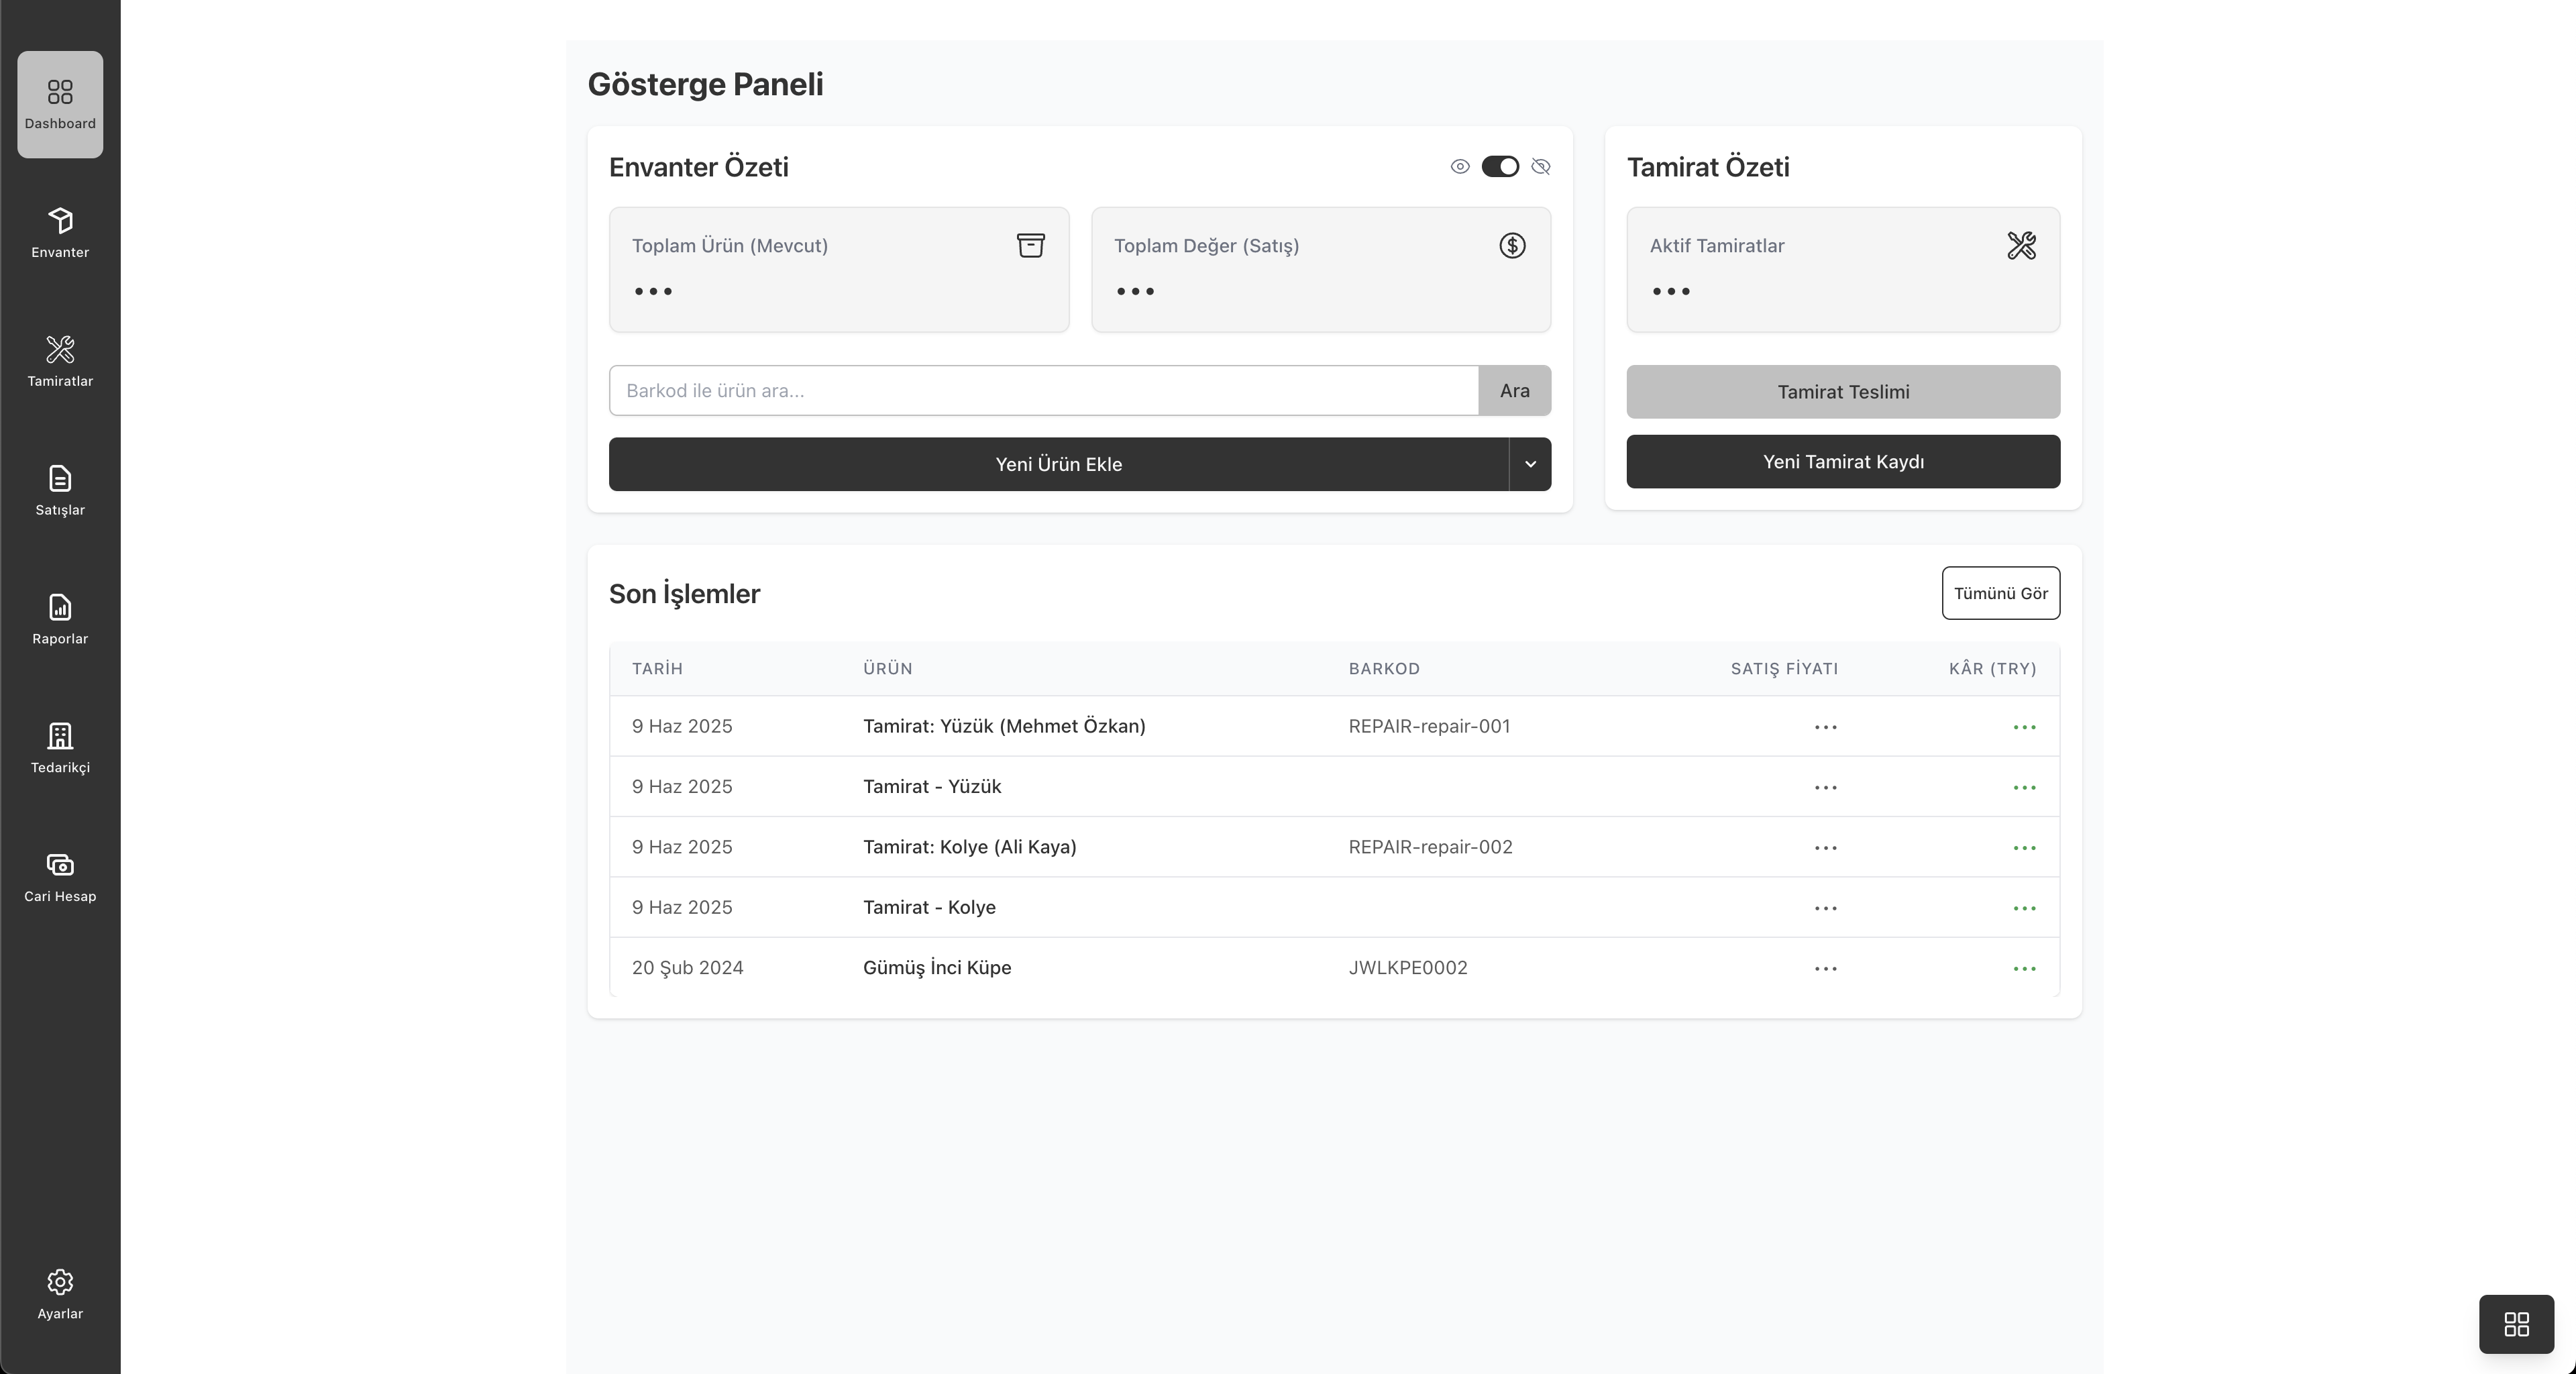 Dashboard
Envanter
Tamiratlar
Satışlar
Raporlar
Tedarikçi
Cari Hesap
Ayarlar
Gösterge Paneli
Envanter Özeti
Toplam Ürün (Mevcut)
•••
Toplam Değer (Satış)
•••
Barkod ile ürün ara...
Ara
Yeni Ürün Ekle
Tamirat Özeti
Aktif Tamiratlar
•••
Tamirat Teslimi
Yeni Tamirat Kaydı
Son İşlemler
Tümünü Gör
TARİH ÜRÜN BARKOD SATIŞ FİYATI KÂR (TRY)
9 Haz 2025 Tamirat: Yüzük (Mehmet Özkan) REPAIR-repair-001 ••• •••
9 Haz 2025 Tamirat - Yüzük ••• •••
9 Haz 2025 Tamirat: Kolye (Ali Kaya) REPAIR-repair-002 ••• •••
9 Haz 2025 Tamirat - Kolye ••• •••
20 Şub 2024 Gümüş İnci Küpe JWLKPE0002 ••• •••